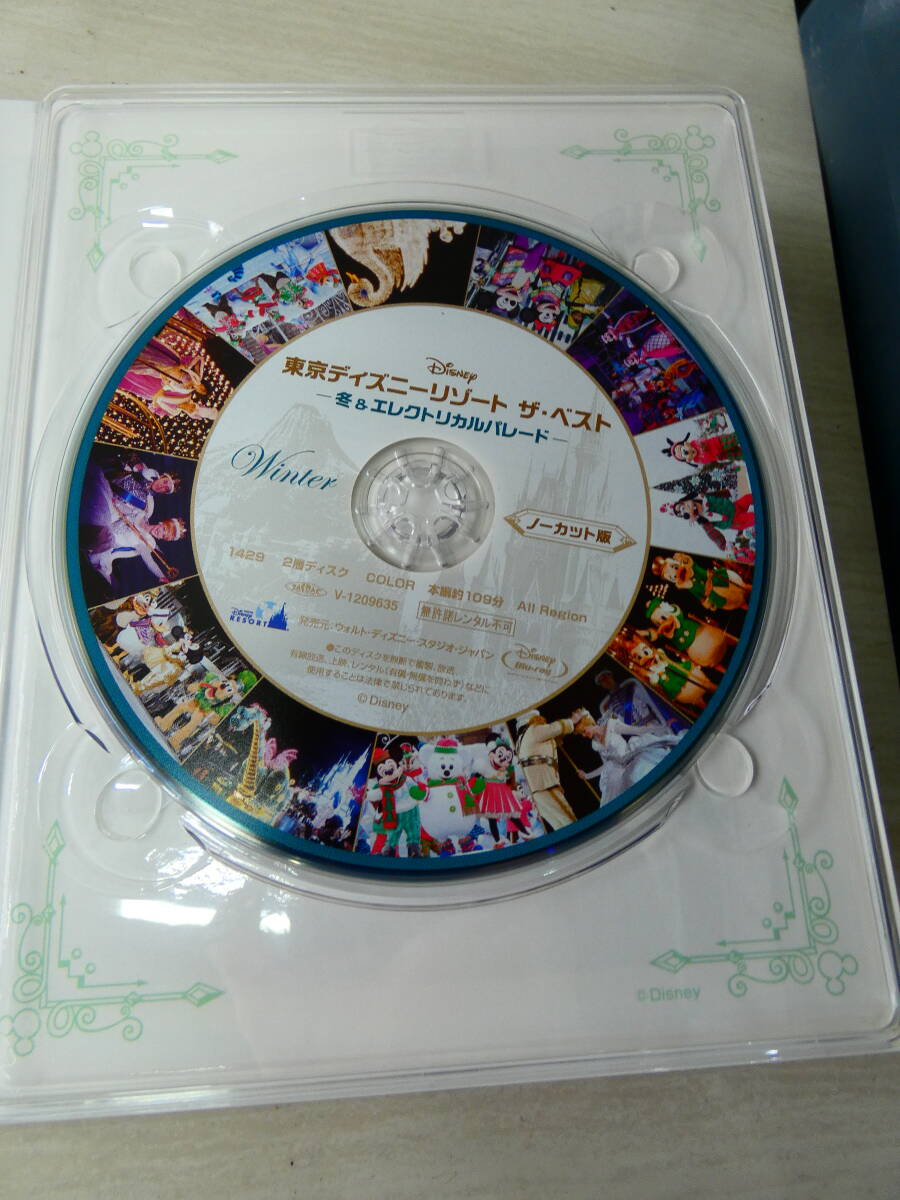 Disney
東京ディズニーリゾート ザ・ベスト
－冬＆エレクトリカルパレード－
Winter
ノーカット版
1429 2層ディスク COLOR 本編約109分 All Region
V-1209635 無許諾レンタル不可
RESORT 発売元：ウォルト・ディズニー・スタジオ・ジャパン Disney Blu-ray
●このディスクを無断で複製、放送、
有線放送、上映、レンタル（有償・無償を問わず）などに
使用することは法律で禁じられております。
©Disney
©Disney